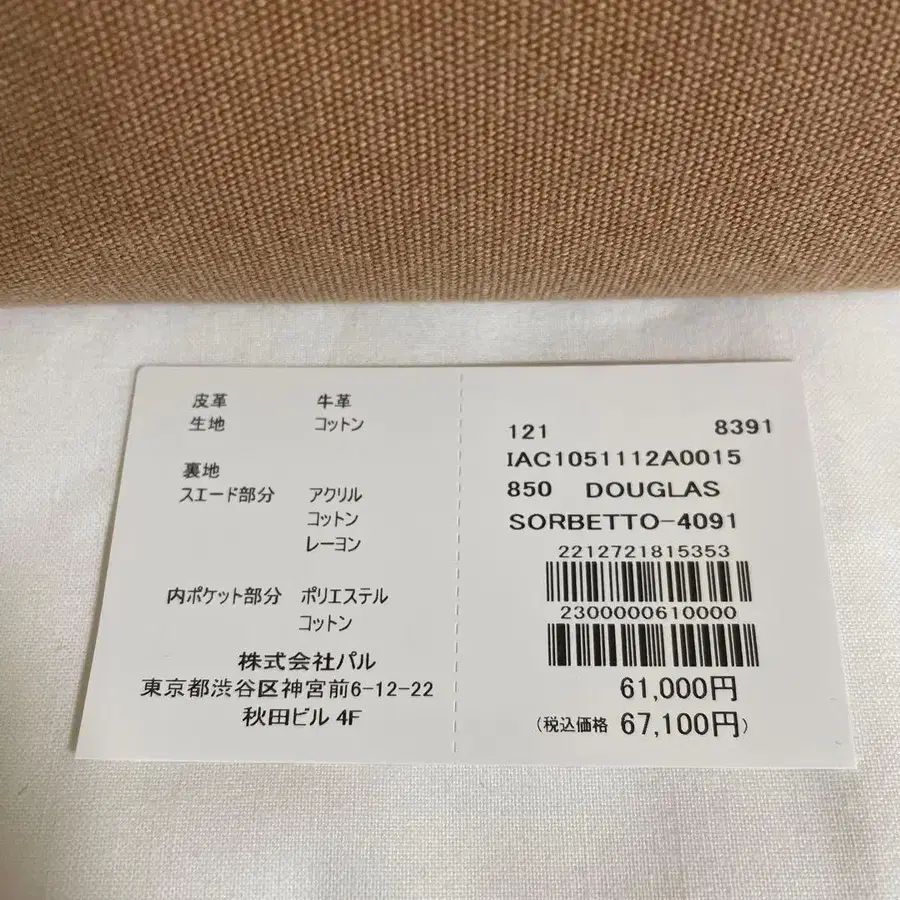 皮革 牛革
生地 コットン
裏地
スエード部分 アクリル
コットン
レーヨン
内ポケット部分 ポリエステル
コットン
株式会社パル
東京都渋谷区神宮前6-12-22
秋田ビル 4F
121 8391
IAC1051112A0015
850 DOUGLAS
SORBETTO-4091
2212721815353
2300000610000
61,000円
(税込価格 67,100円)